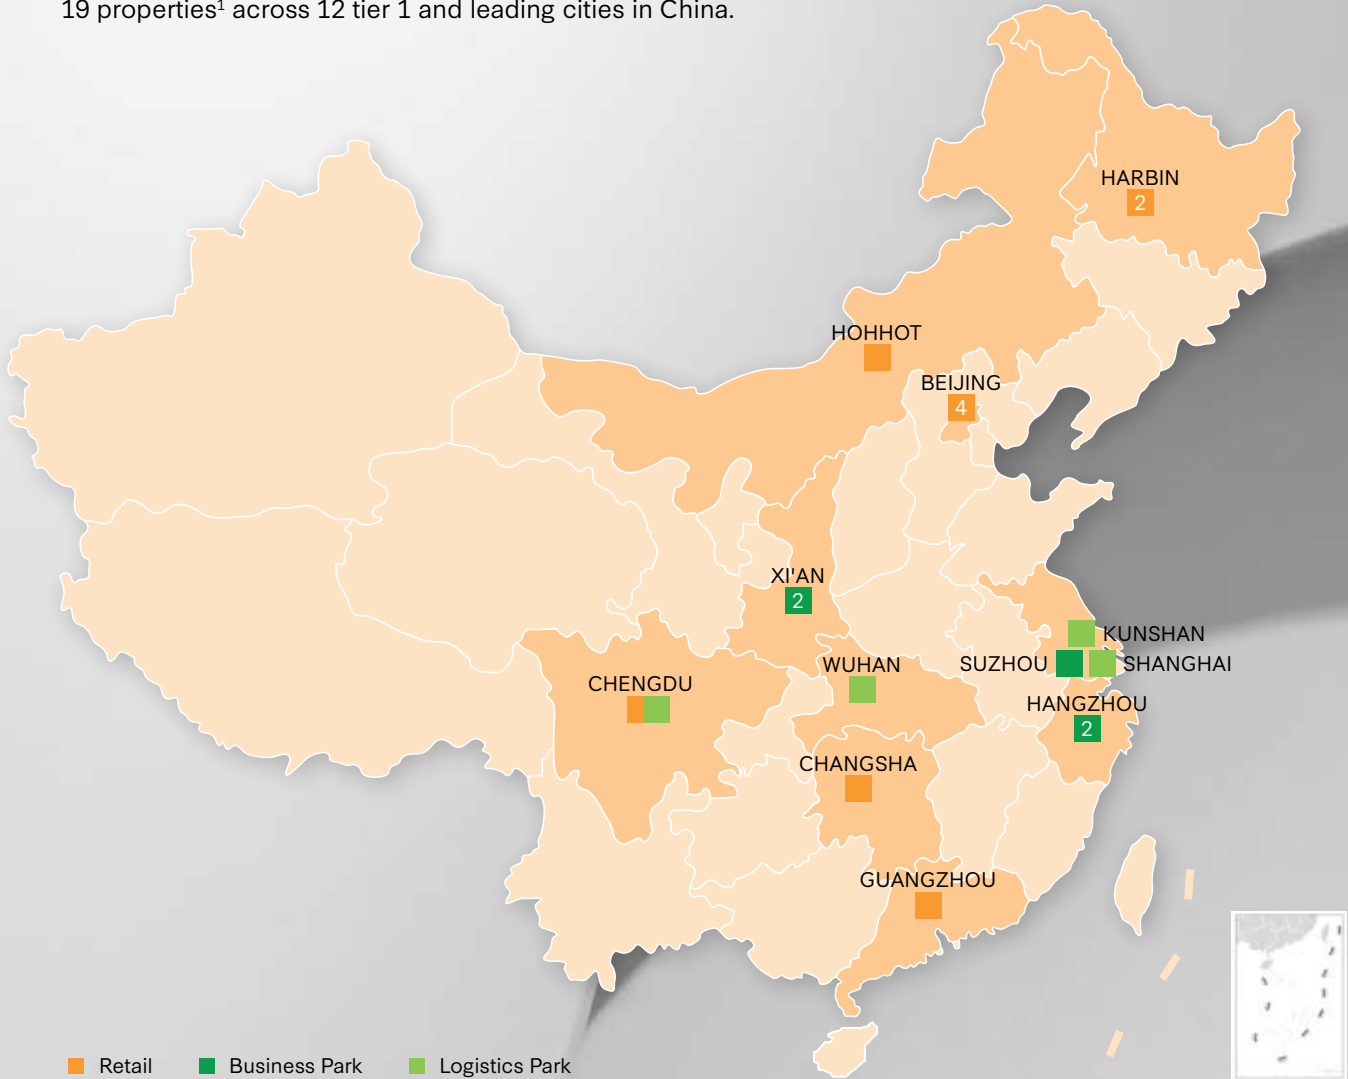 19 properties¹ across 12 tier 1 and leading cities in China.
HARBIN
2
HOHHOT
BEIJING
4
XI'AN
2
KUNSHAN
SUZHOU
SHANGHAI
WUHAN
CHENGDU
HANGZHOU
2
CHANGSHA
GUANGZHOU
Retail
Business Park
Logistics Park